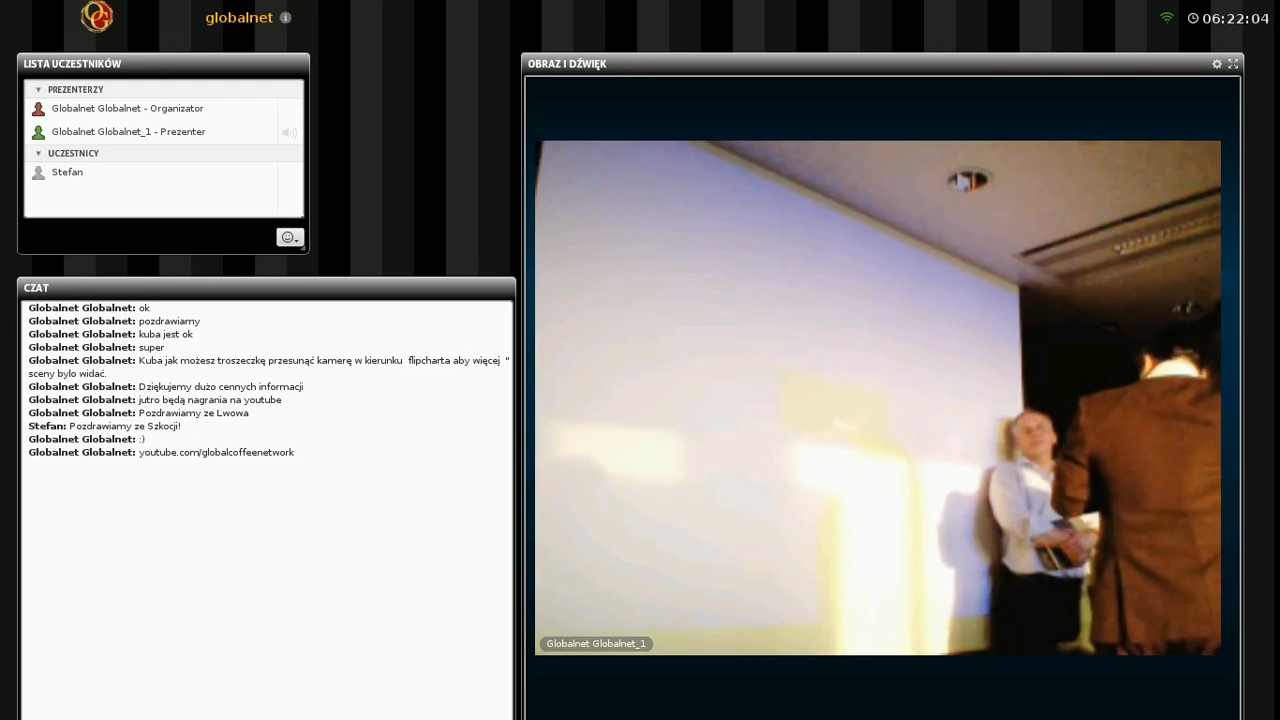 OG
globalnet
06:22:04
LISTA UCZESTNIKÓW
PREZENTERZY
Globalnet Globalnet - Organizator
Globalnet Globalnet_1 - Prezenter
UCZESTNICY
Stefan
CZAT
Globalnet Globalnet: ok
Globalnet Globalnet: pozdrawiamy
Globalnet Globalnet: kuba jest ok
Globalnet Globalnet: super
Globalnet Globalnet: Kuba jak możesz troszeczkę przesunąć kamerę w kierunku  flipcharta aby więcej  "
sceny bylo widać.
Globalnet Globalnet: Dziękujemy dużo cennych informacji
Globalnet Globalnet: jutro będą nagrania na youtube
Globalnet Globalnet: Pozdrawiamy ze Lwowa
Stefan: Pozdrawiamy ze Szkocji!
Globalnet Globalnet: :)
Globalnet Globalnet: youtube.com/globalcoffeenetwork
OBRAZ I DŹWIĘK
Globalnet Globalnet_1